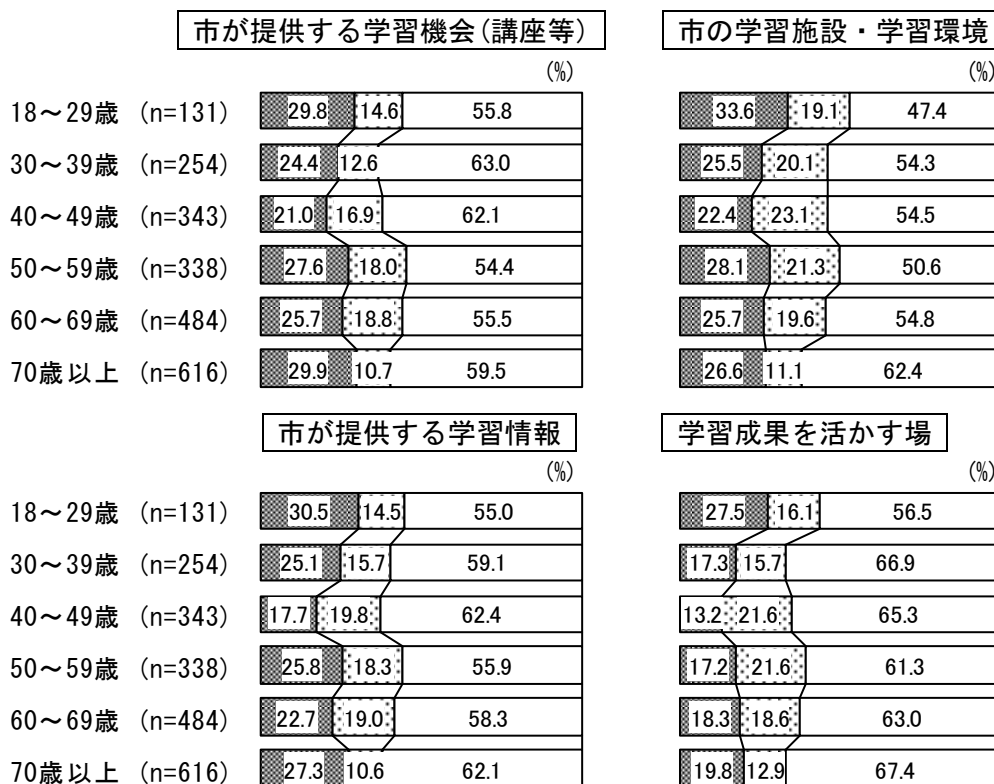 市が提供する学習機会(講座等)
(%)
18～29歳 (n=131) 29.8 14.6 55.8
30～39歳 (n=254) 24.4 12.6 63.0
40～49歳 (n=343) 21.0 16.9 62.1
50～59歳 (n=338) 27.6 18.0 54.4
60～69歳 (n=484) 25.7 18.8 55.5
70歳以上 (n=616) 29.9 10.7 59.5
市の学習施設・学習環境
(%)
33.6 19.1 47.4
25.5 20.1 54.3
22.4 23.1 54.5
28.1 21.3 50.6
25.7 19.6 54.8
26.6 11.1 62.4
市が提供する学習情報
(%)
18～29歳 (n=131) 30.5 14.5 55.0
30～39歳 (n=254) 25.1 15.7 59.1
40～49歳 (n=343) 17.7 19.8 62.4
50～59歳 (n=338) 25.8 18.3 55.9
60～69歳 (n=484) 22.7 19.0 58.3
70歳以上 (n=616) 27.3 10.6 62.1
学習成果を活かす場
(%)
27.5 16.1 56.5
17.3 15.7 66.9
13.2 21.6 65.3
17.2 21.6 61.3
18.3 18.6 63.0
19.8 12.9 67.4